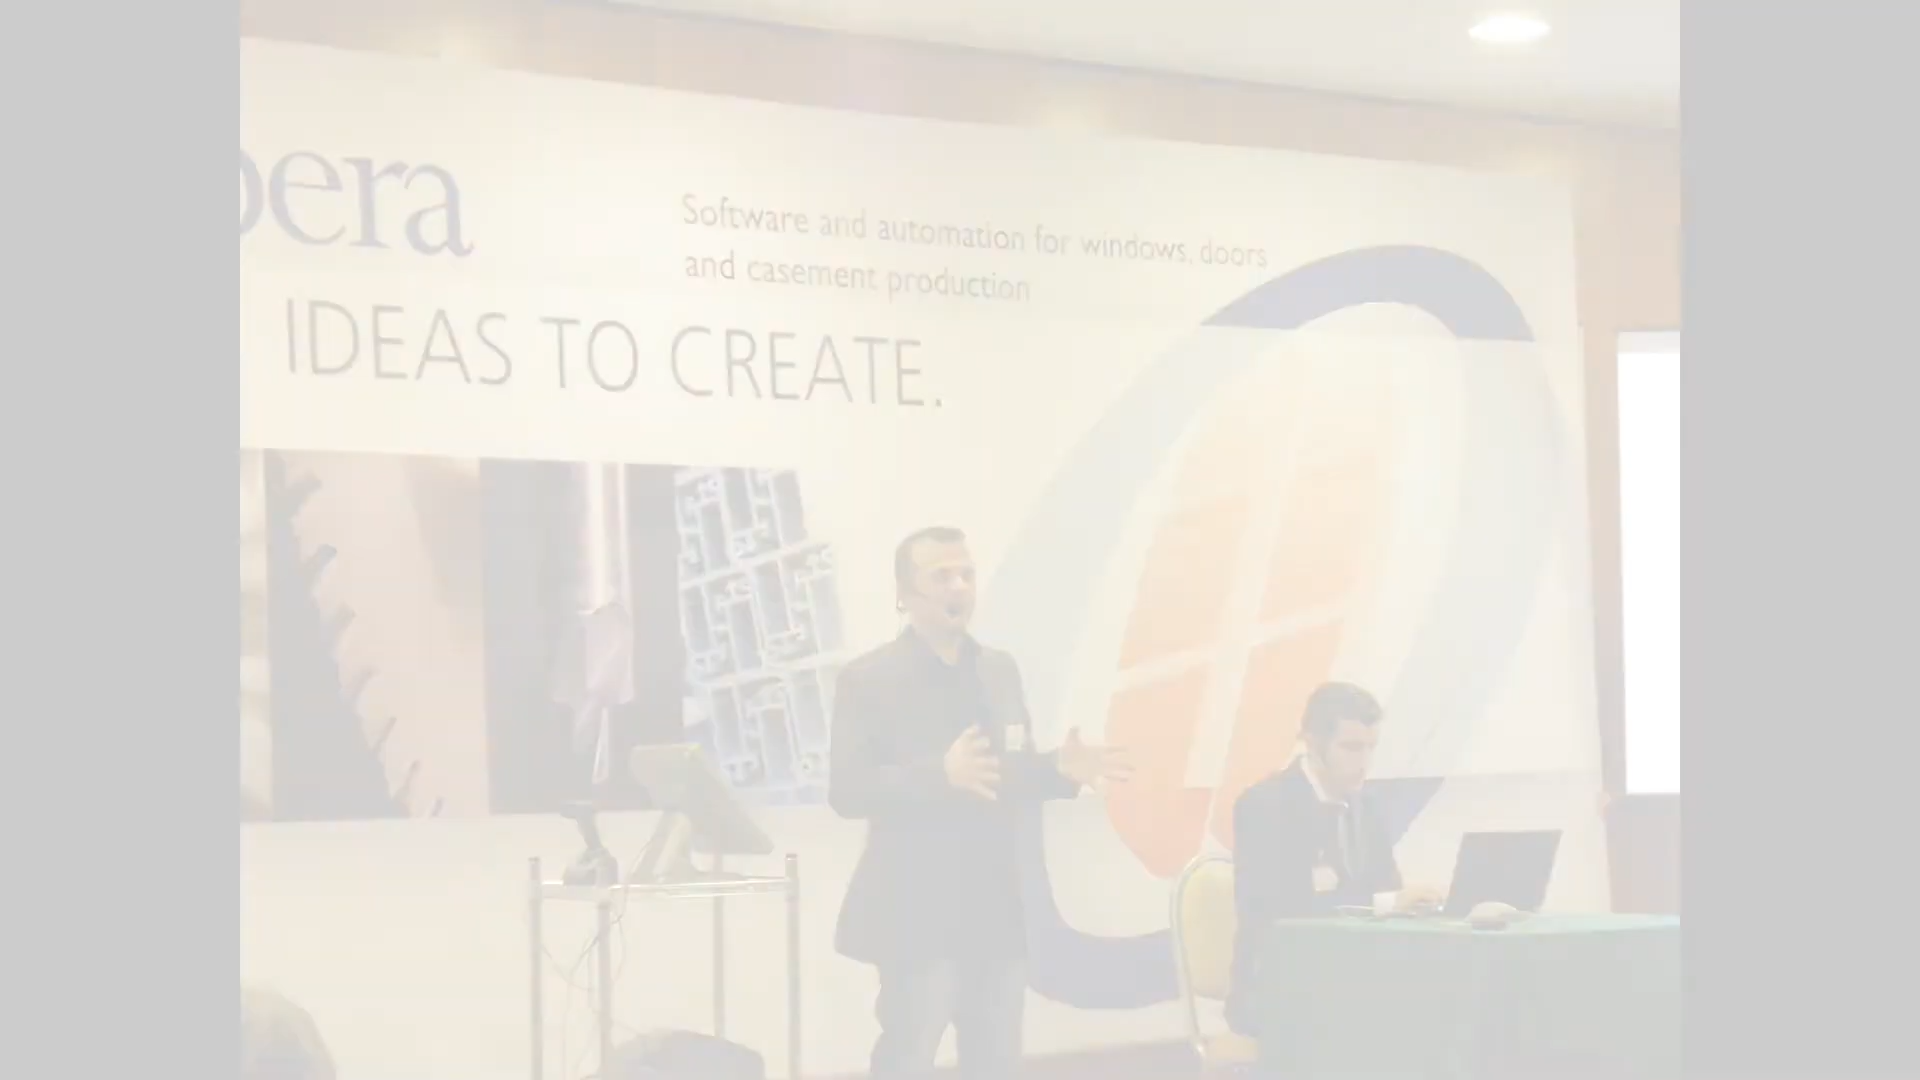 pera
Software and automation for windows, doors
and casement production
IDEAS TO CREATE.